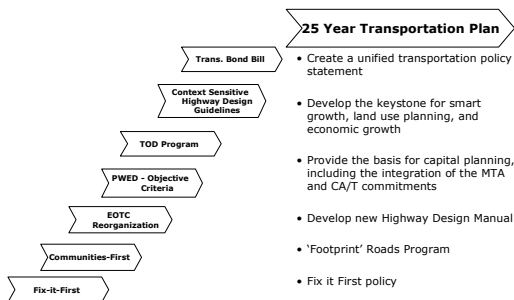 25 Year Transportation Plan
Trans. Bond Bill
Context Sensitive
Highway Design
Guidelines
TOD Program
PWED - Objective
Criteria
EOTC
Reorganization
Communities-First
Fix-it-First
• Create a unified transportation policy
statement
• Develop the keystone for smart
growth, land use planning, and
economic growth
• Provide the basis for capital planning,
including the integration of the MTA
and CA/T commitments
• Develop new Highway Design Manual
• ‘Footprint’ Roads Program
• Fix it First policy